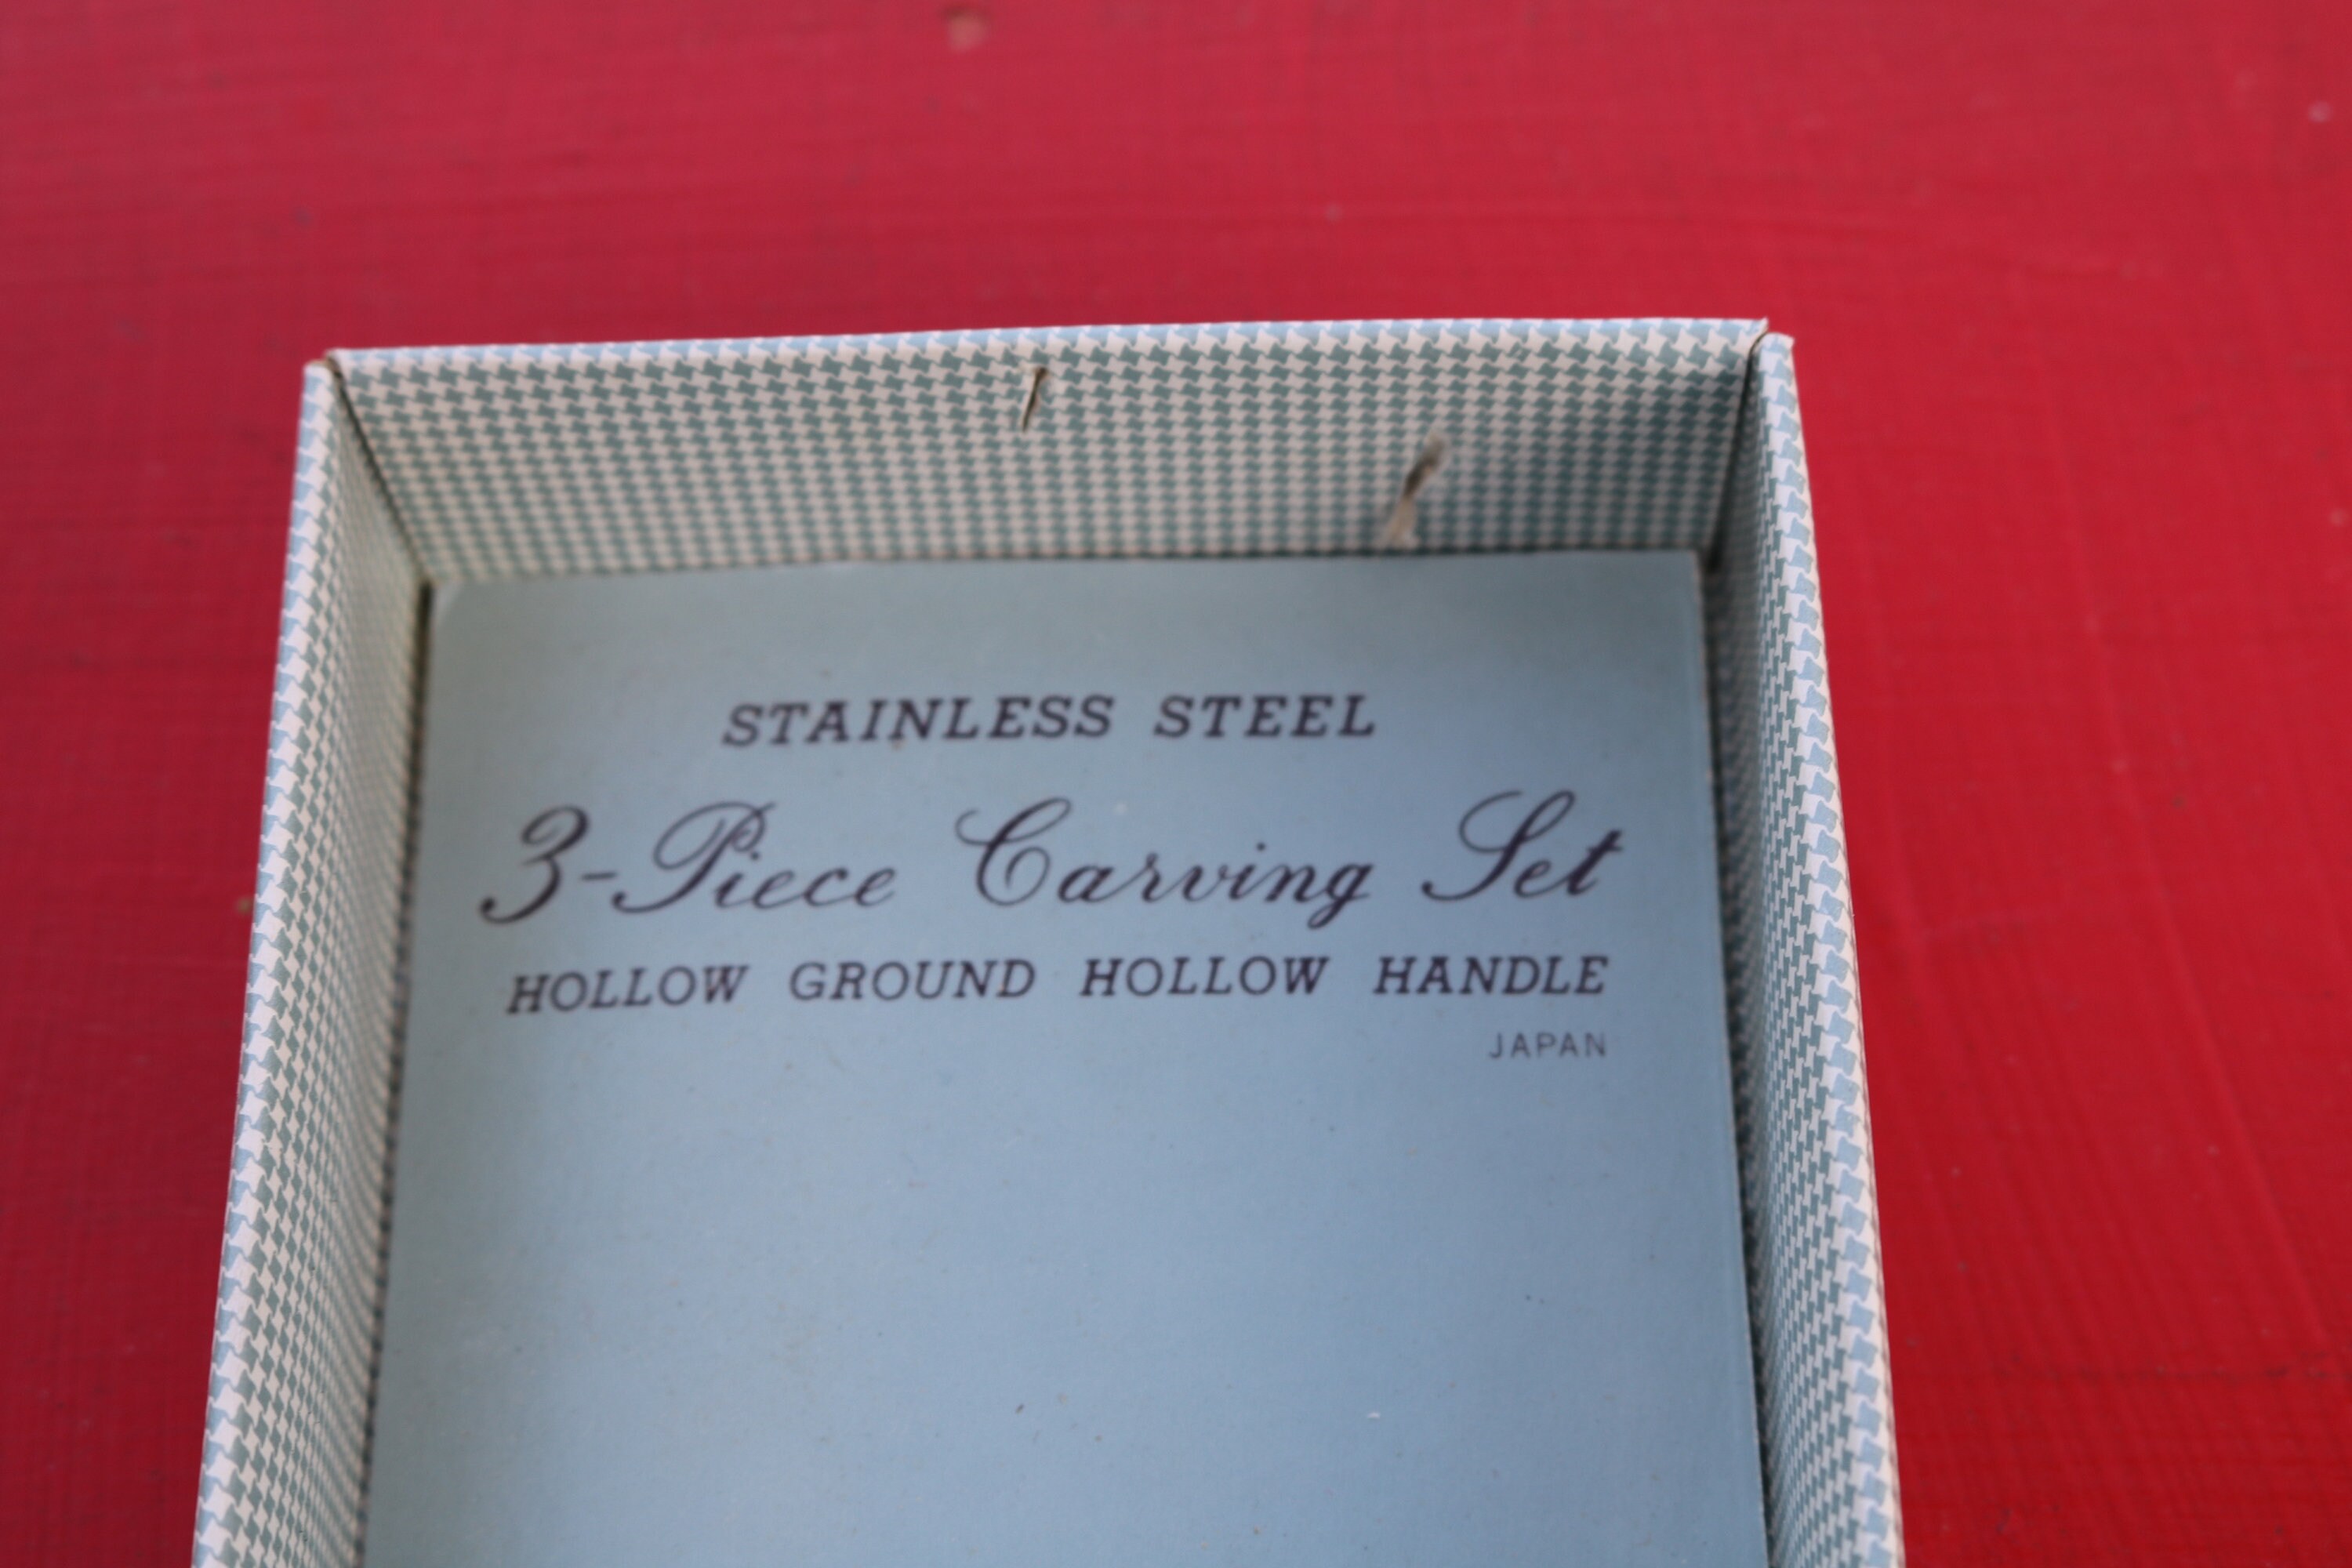 STAINLESS STEEL
3-Piece Carving Set
HOLLOW GROUND HOLLOW HANDLE
JAPAN